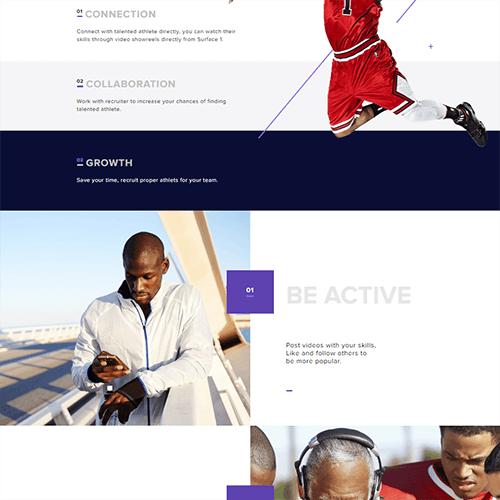 01 CONNECTION
Connect with talented athlete directly, you can watch their
skills through video showreels directly from Surface 1.
02 COLLABORATION
Work with recruiter to increase your chances of finding
talented athlete.
03 GROWTH
Save your time, recruit proper athlets for your team.
01
BE ACTIVE
Post videos with your skills,
Like and follow others to
be more popular.